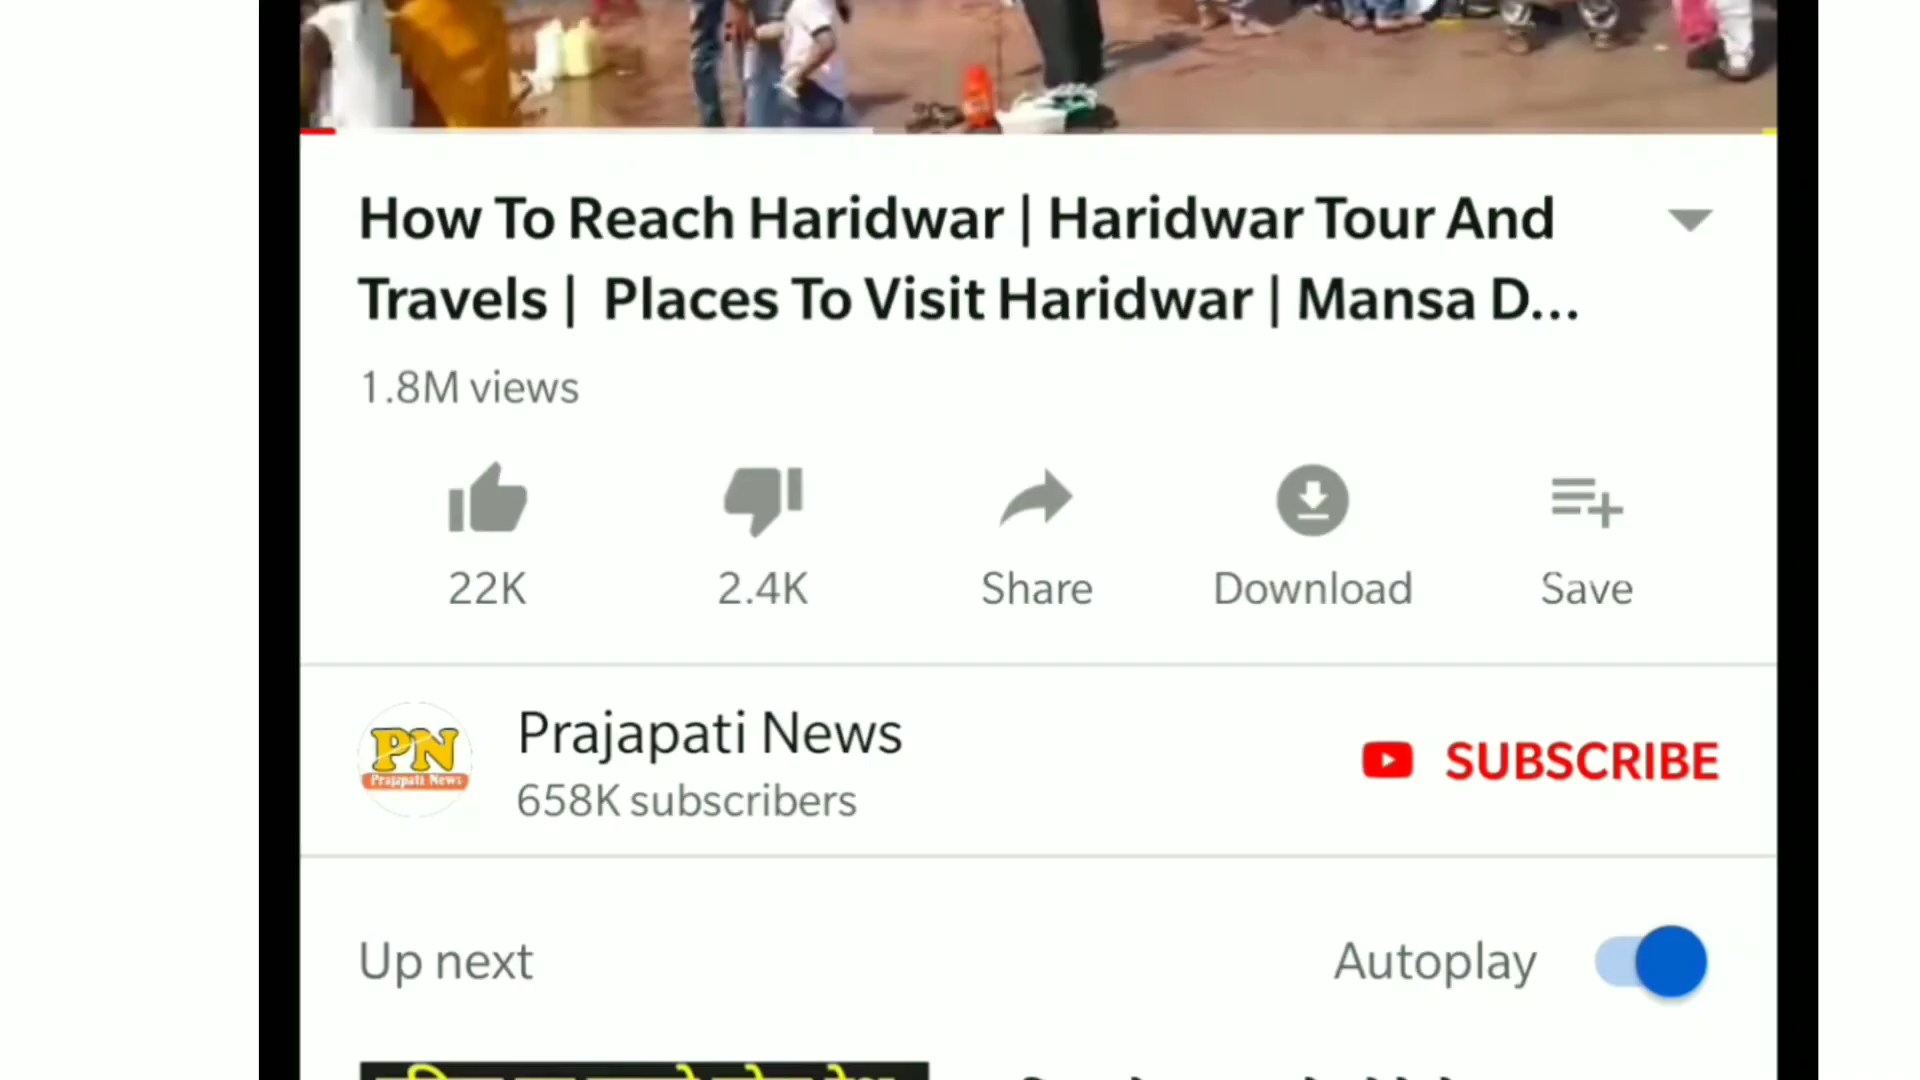 How To Reach Haridwar | Haridwar Tour And
Travels | Places To Visit Haridwar | Mansa D...
1.8M views
22K
2.4K
Share
Download
Save
PN
Prajapati News
Prajapati News
658K subscribers
SUBSCRIBE
Up next
Autoplay